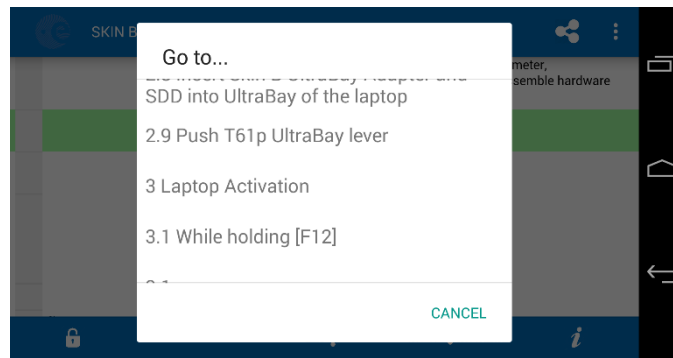 SKIN B
Go to...
meter,
semble hardware
SDD into UltraBay of the laptop
2.9 Push T61p UltraBay lever
3 Laptop Activation
3.1 While holding [F12]
CANCEL
i